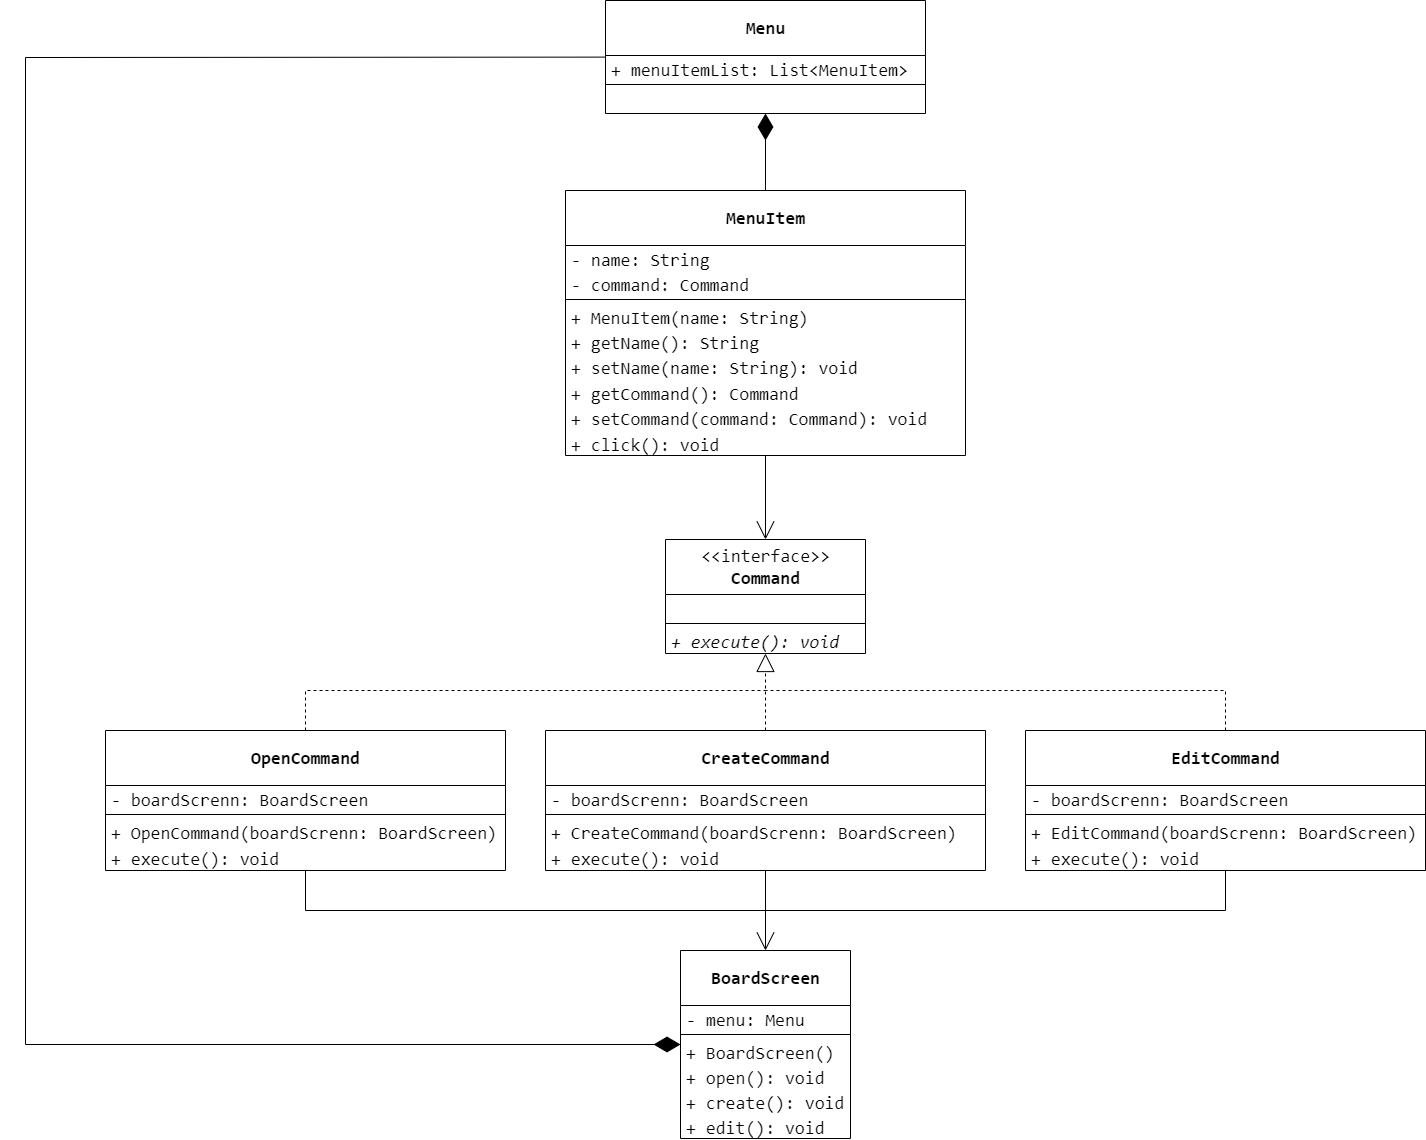 Menu
+ menuItemList: List<MenuItem>
MenuItem
- name: String
- command: Command
+ MenuItem(name: String)
+ getName(): String
+ setName(name: String): void
+ getCommand(): Command
+ setCommand(command: Command): void
+ click(): void
<<interface>>
Command
+ execute(): void
OpenCommand
- boardScrenn: BoardScreen
+ OpenCommand(boardScrenn: BoardScreen)
+ execute(): void
CreateCommand
- boardScrenn: BoardScreen
+ CreateCommand(boardScrenn: BoardScreen)
+ execute(): void
EditCommand
- boardScrenn: BoardScreen
+ EditCommand(boardScrenn: BoardScreen)
+ execute(): void
BoardScreen
- menu: Menu
+ BoardScreen()
+ open(): void
+ create(): void
+ edit(): void